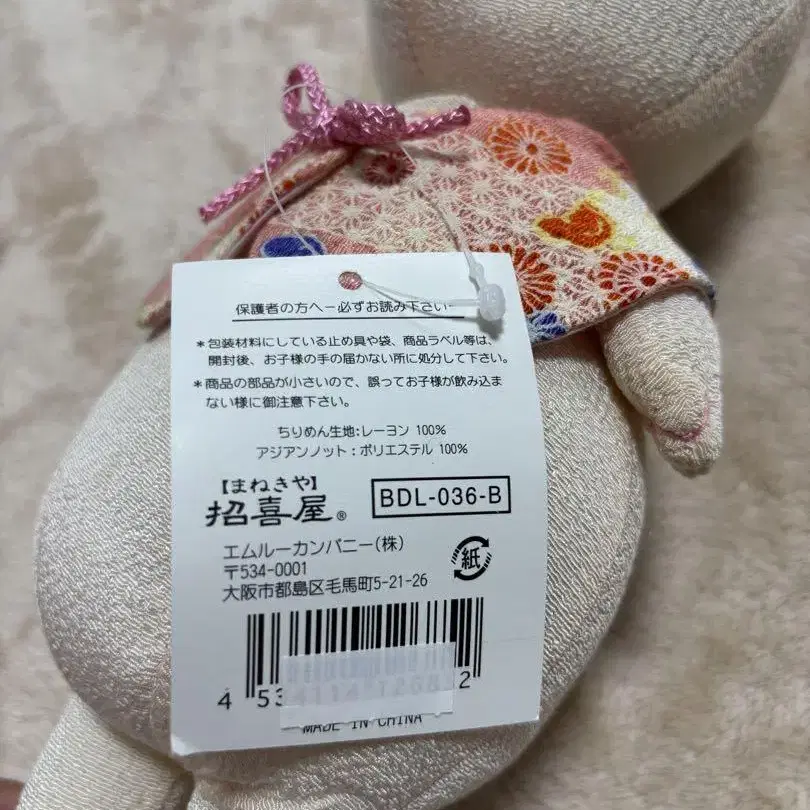 保護者の方へ−必ずお読み下さい−
＊包装材料にしている止め具や袋、商品ラベル等は、
開封後、お子様の手の届かない所に処分して下さい。
＊商品の部品が小さいので、誤ってお子様が飲み込ま
ない様に御注意下さい。
ちりめん生地：レーヨン 100%
アジアンノット：ポリエステル 100%
【まねきや】
招喜屋®
BDL-036-B
エムルーカンパニー(株)
〒534-0001
大阪市都島区毛馬町5-21-26
紙
MADE IN CHINA